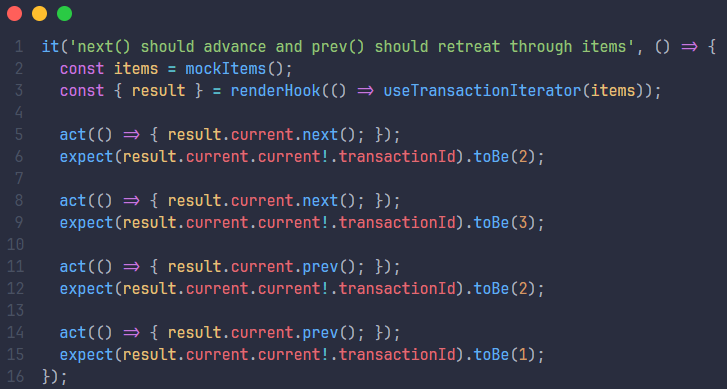 1 it('next() should advance and prev() should retreat through items', () => {
2   const items = mockItems();
3   const { result } = renderHook(() => useTransactionIterator(items));
4
5   act(() => { result.current.next(); });
6   expect(result.current.current!.transactionId).toBe(2);
7
8   act(() => { result.current.next(); });
9   expect(result.current.current!.transactionId).toBe(3);
10
11   act(() => { result.current.prev(); });
12   expect(result.current.current!.transactionId).toBe(2);
13
14   act(() => { result.current.prev(); });
15   expect(result.current.current!.transactionId).toBe(1);
16 });